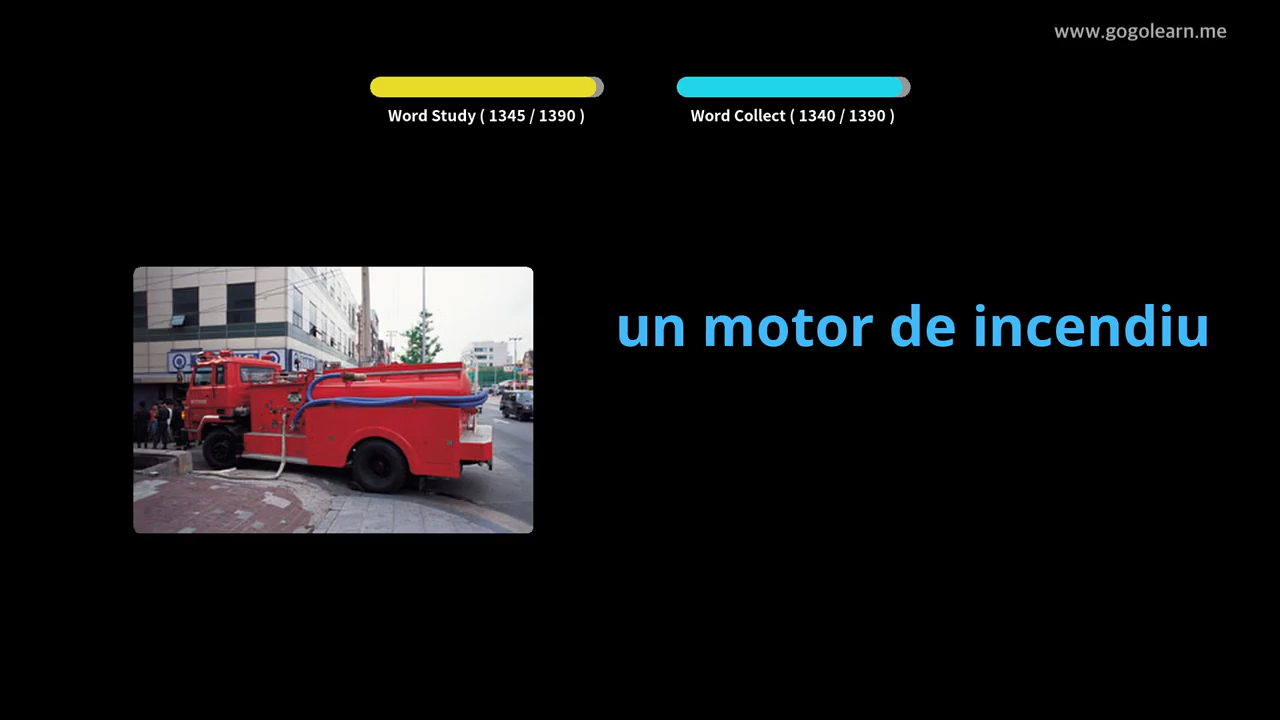 www.gogolearn.me
Word Study ( 1345 / 1390 )
Word Collect ( 1340 / 1390 )
un motor de incendiu